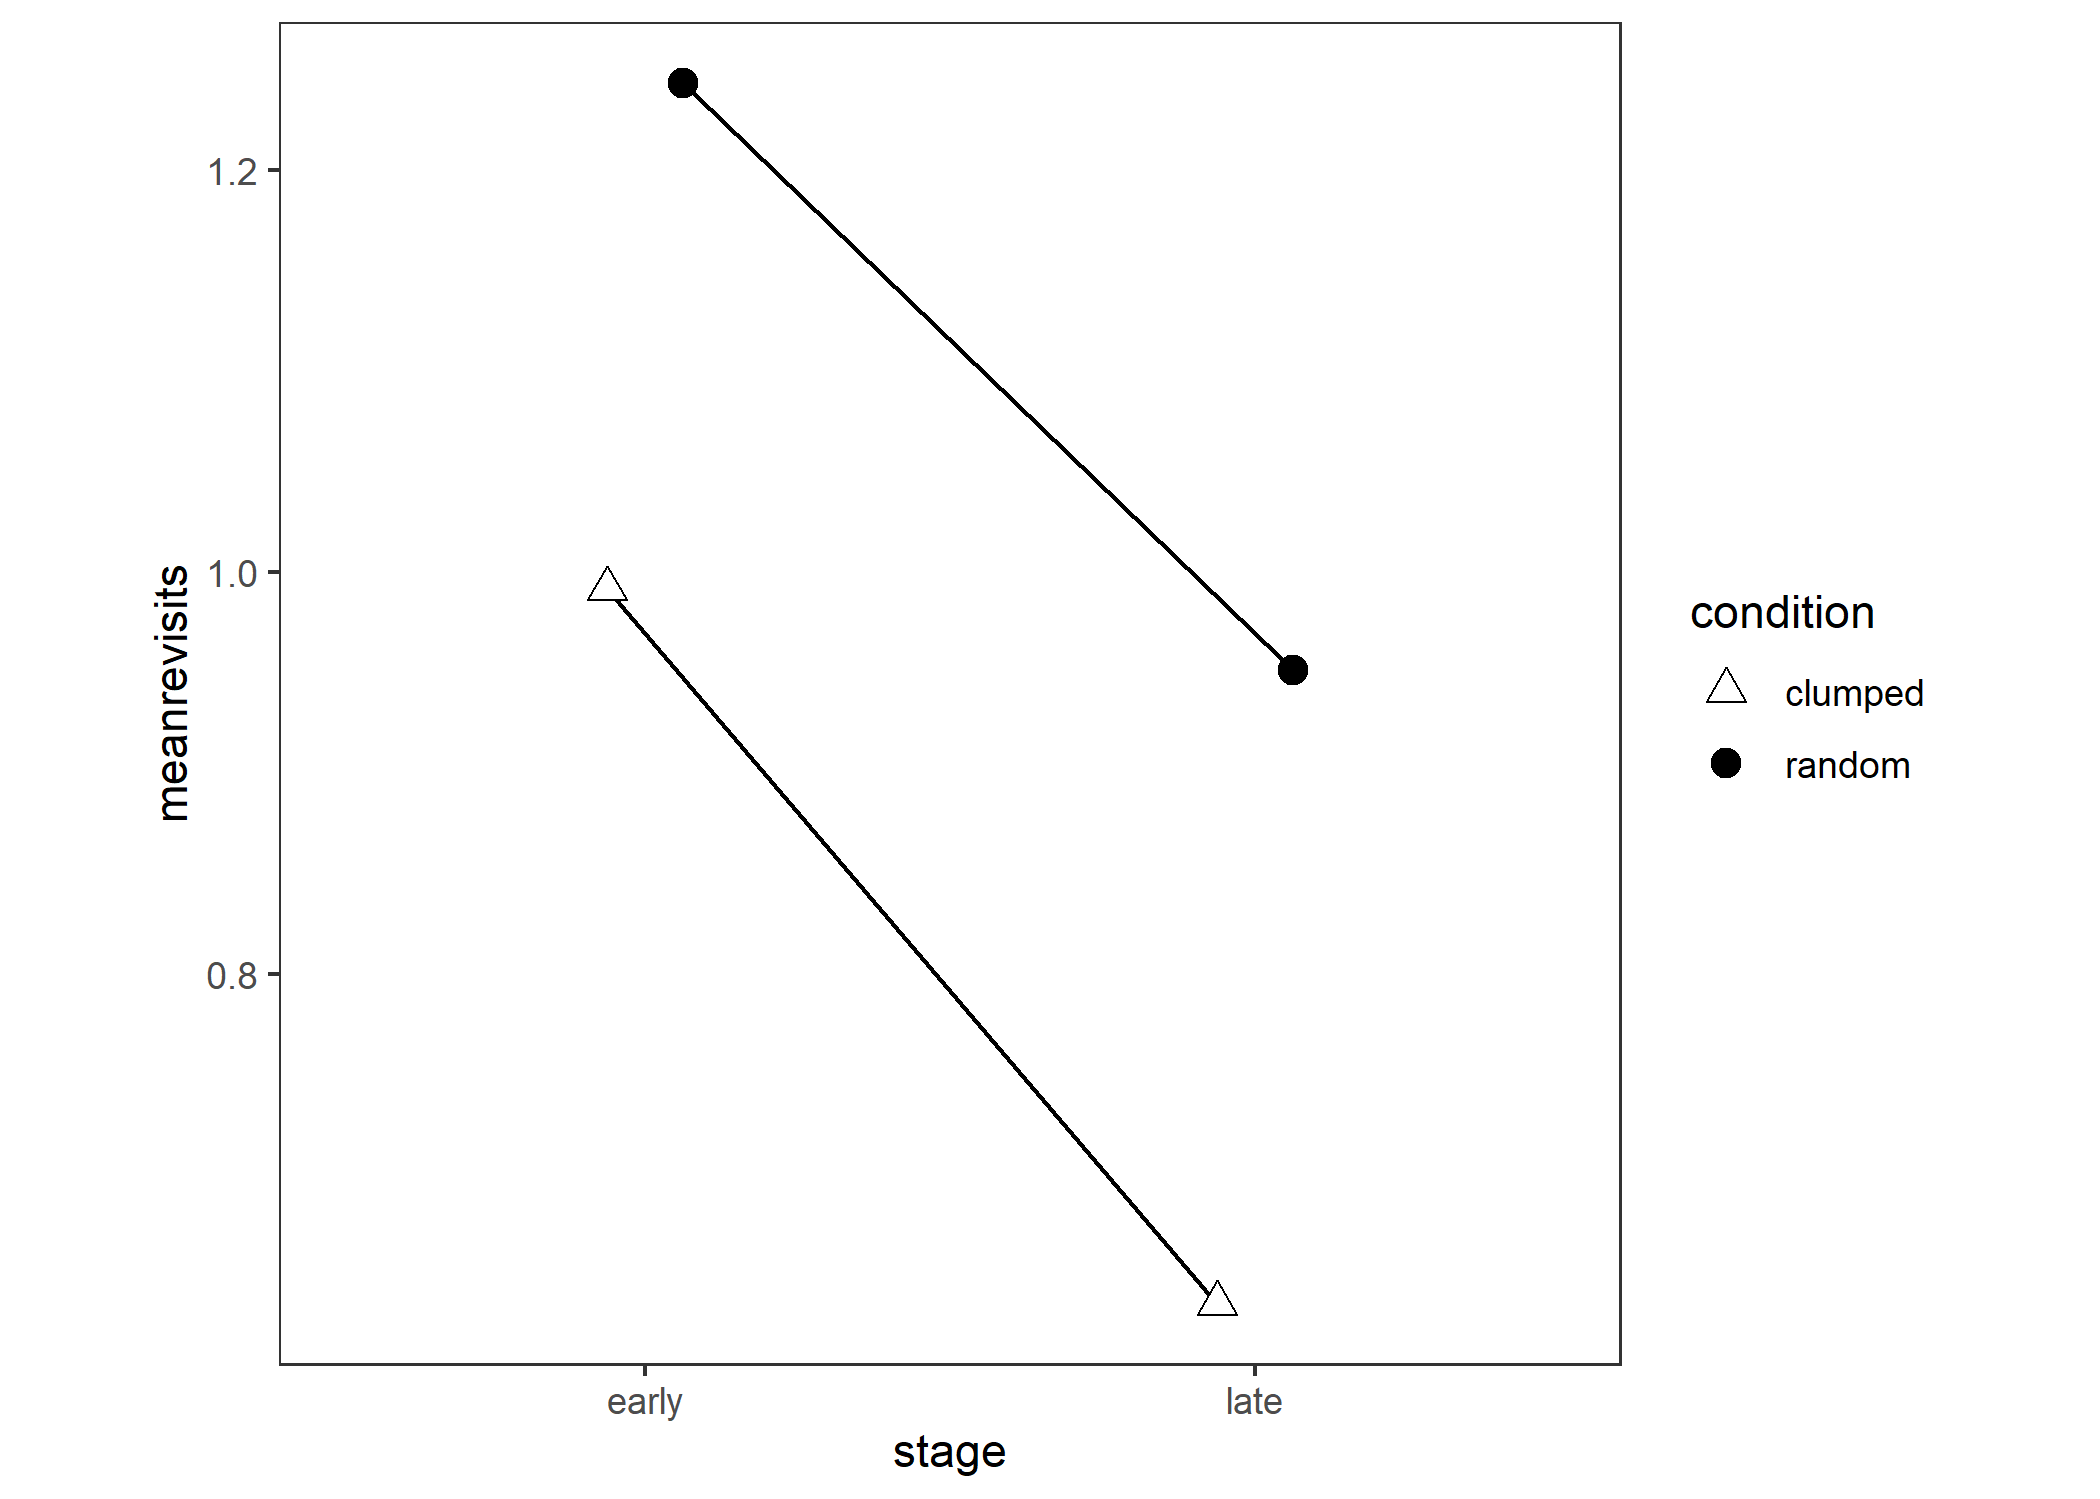 1.2
1.0
0.8
meanrevisits
early
late
stage
condition
clumped
random